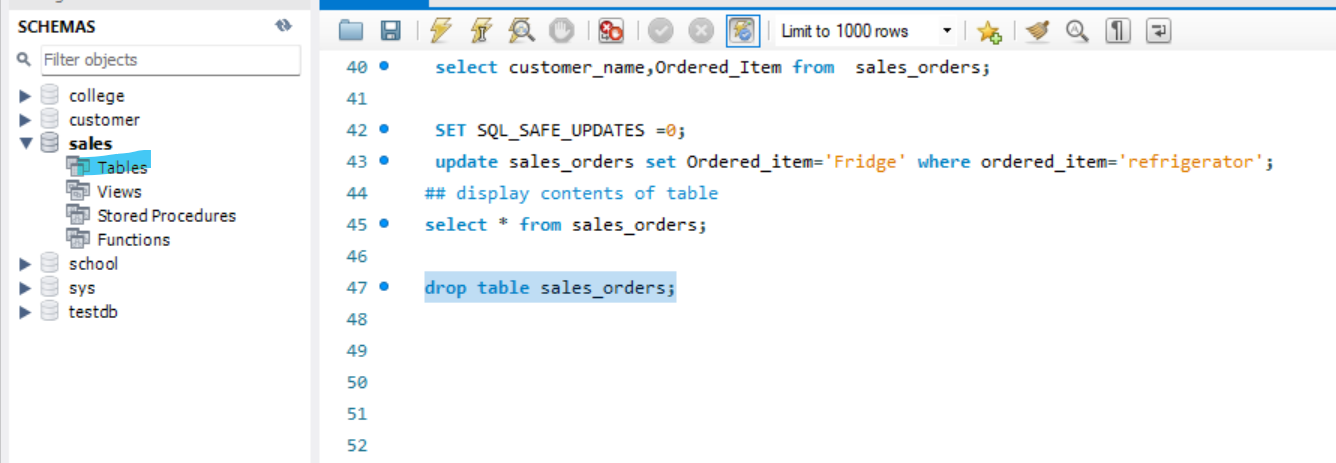 SCHEMAS
Filter objects
college
customer
sales
Tables
Views
Stored Procedures
Functions
school
sys
testdb
Limit to 1000 rows
40 select customer_name,Ordered_Item from  sales_orders;
41
42 SET SQL_SAFE_UPDATES =0;
43 update sales_orders set Ordered_item='Fridge' where ordered_item='refrigerator';
44 ## display contents of table
45 select * from sales_orders;
46
47 drop table sales_orders;
48
49
50
51
52